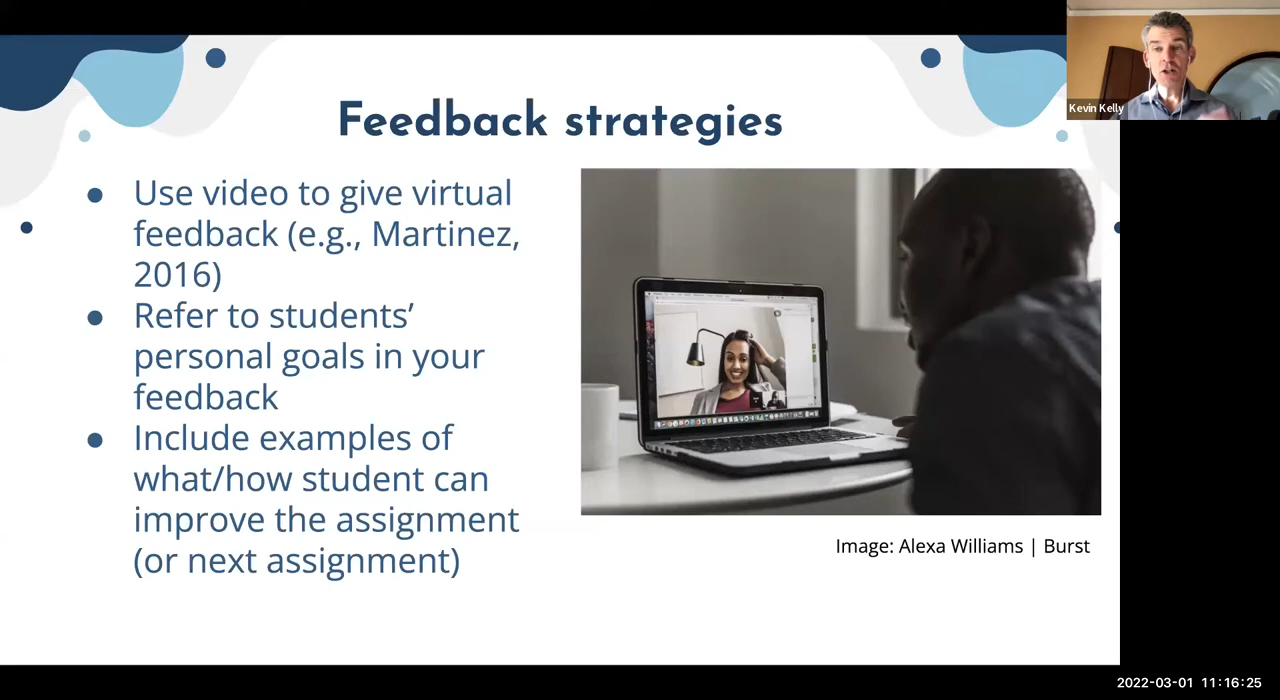 Kevin Kelly
Feedback strategies
● Use video to give virtual
feedback (e.g., Martinez,
2016)
● Refer to students’
personal goals in your
feedback
● Include examples of
what/how student can
improve the assignment
(or next assignment)
Image: Alexa Williams | Burst
2022-03-01 11:16:25